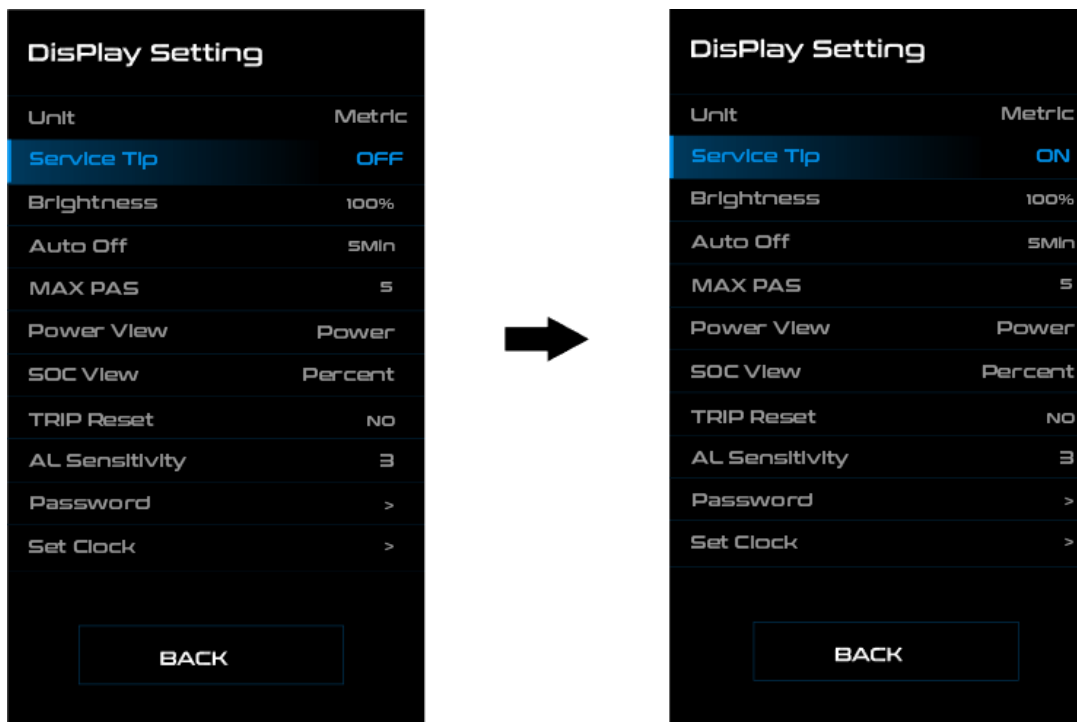 DisPlay Setting
Unit Metric
Service Tip OFF
Brightness 100%
Auto Off 5Min
MAX PAS 5
Power View Power
SOC View Percent
TRIP Reset NO
AL Sensitivity 3
Password >
Set Clock >
BACK
DisPlay Setting
Unit Metric
Service Tip ON
Brightness 100%
Auto Off 5Min
MAX PAS 5
Power View Power
SOC View Percent
TRIP Reset NO
AL Sensitivity 3
Password >
Set Clock >
BACK